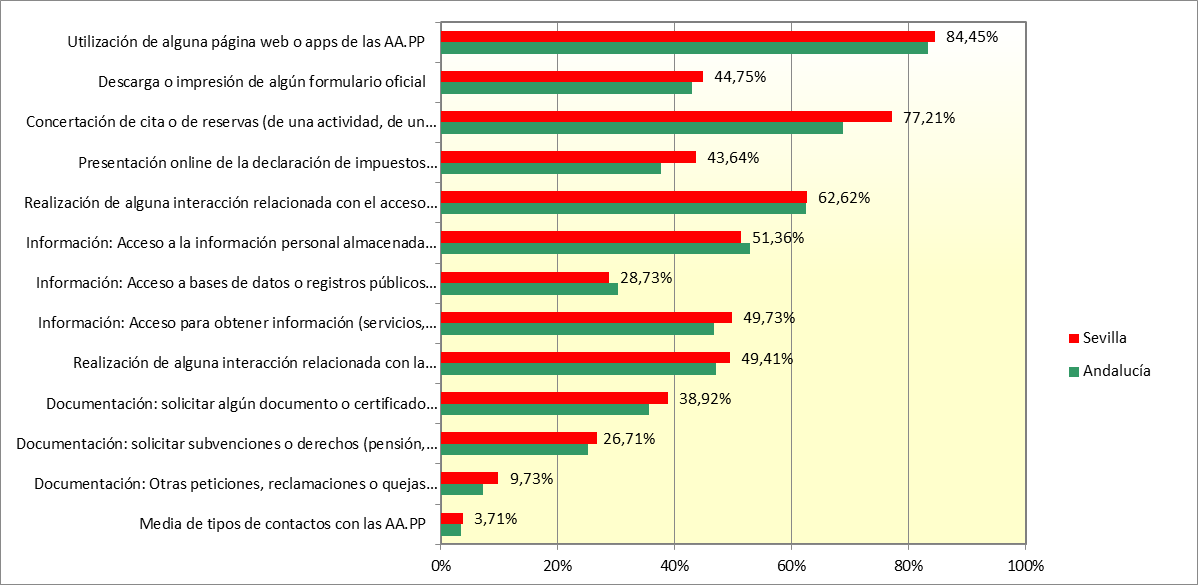 Utilización de alguna página web o apps de las AA.PP
84,45%
Descarga o impresión de algún formulario oficial
44,75%
Concertación de cita o de reservas (de una actividad, de un...
77,21%
Presentación online de la declaración de impuestos...
43,64%
Realización de alguna interacción relacionada con el acceso...
62,62%
Información: Acceso a la información personal almacenada...
51,36%
Información: Acceso a bases de datos o registros públicos...
28,73%
Información: Acceso para obtener información (servicios,...
49,73%
Realización de alguna interacción relacionada con la...
49,41%
Documentación: solicitar algún documento o certificado...
38,92%
Documentación: solicitar subvenciones o derechos (pensión,...
26,71%
Documentación: Otras peticiones, reclamaciones o quejas...
9,73%
Media de tipos de contactos con las AA.PP
3,71%
0% 20% 40% 60% 80% 100%
Sevilla
Andalucía